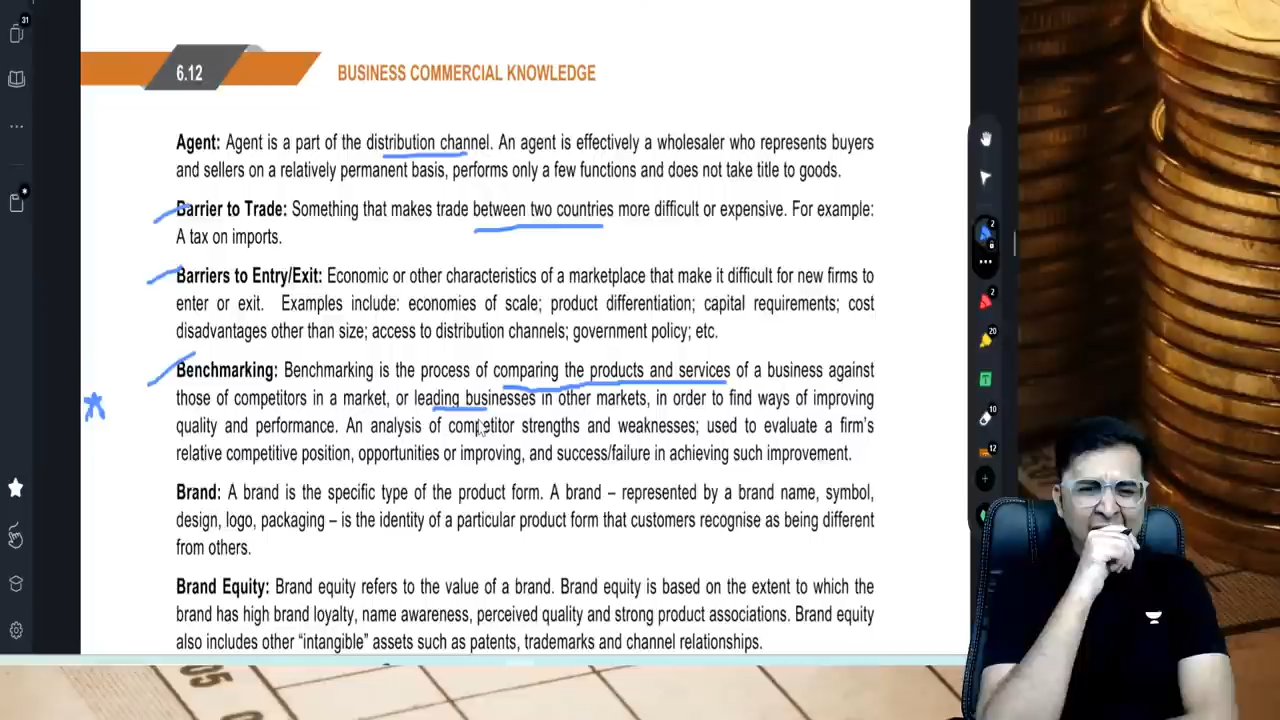 31
6.12
BUSINESS COMMERCIAL KNOWLEDGE
Agent: Agent is a part of the distribution channel. An agent is effectively a wholesaler who represents buyers
and sellers on a relatively permanent basis, performs only a few functions and does not take title to goods.
Barrier to Trade: Something that makes trade between two countries more difficult or expensive. For example:
A tax on imports.
Barriers to Entry/Exit: Economic or other characteristics of a marketplace that make it difficult for new firms to
enter or exit. Examples include: economies of scale; product differentiation; capital requirements; cost
disadvantages other than size; access to distribution channels; government policy; etc.
Benchmarking: Benchmarking is the process of comparing the products and services of a business against
those of competitors in a market, or leading businesses in other markets, in order to find ways of improving
quality and performance. An analysis of competitor strengths and weaknesses; used to evaluate a firm's
relative competitive position, opportunities or improving, and success/failure in achieving such improvement.
Brand: A brand is the specific type of the product form. A brand – represented by a brand name, symbol,
design, logo, packaging – is the identity of a particular product form that customers recognise as being different
from others.
Brand Equity: Brand equity refers to the value of a brand. Brand equity is based on the extent to which the
brand has high brand loyalty, name awareness, perceived quality and strong product associations. Brand equity
also includes other “intangible” assets such as patents, trademarks and channel relationships.
2
2
20
T
10
12
05